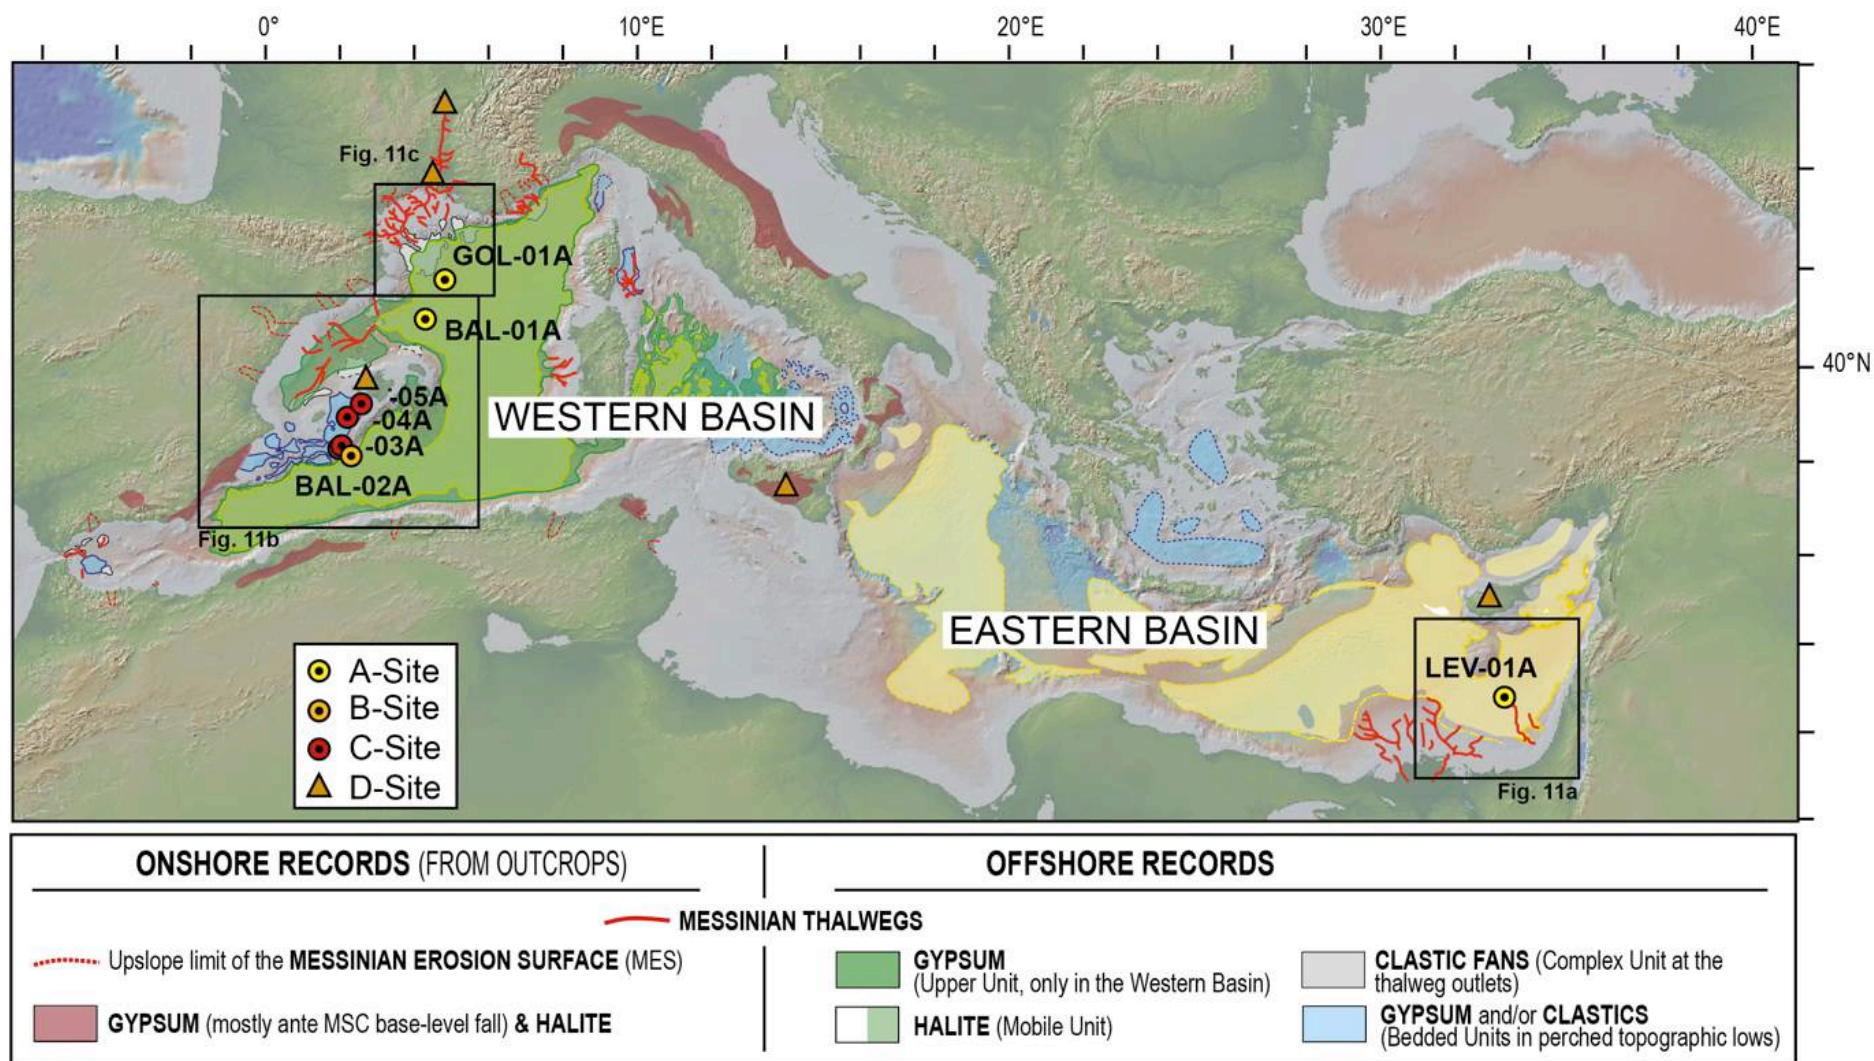 0° 10°E 20°E 30°E 40°E
Fig. 11c
GOL-01A
BAL-01A
40°N
-05A
-04A
-03A
BAL-02A
WESTERN BASIN
Fig. 11b
EASTERN BASIN
LEV-01A
Fig. 11a
A-Site
B-Site
C-Site
D-Site
ONSHORE RECORDS (FROM OUTCROPS)
OFFSHORE RECORDS
MESSINIAN THALWEGS
Upslope limit of the MESSINIAN EROSION SURFACE (MES)
GYPSUM (mostly ante MSC base-level fall) & HALITE
GYPSUM
(Upper Unit, only in the Western Basin)
HALITE (Mobile Unit)
CLASTIC FANS (Complex Unit at the
thalweg outlets)
GYPSUM and/or CLASTICS
(Bedded Units in perched topographic lows)